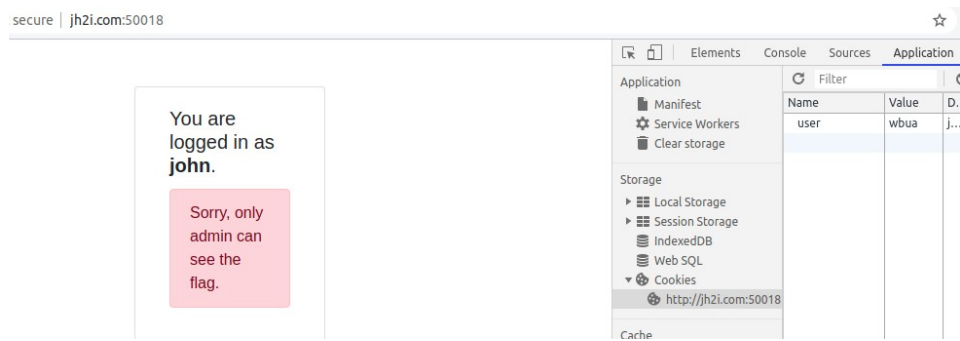 secure | jh2i.com:50018
Elements Console Sources Application
Application
Manifest
Service Workers
Clear storage
Storage
Local Storage
Session Storage
IndexedDB
Web SQL
Cookies
http://jh2i.com:50018
Cache
Filter
Name Value D...
user wbua j...
You are
logged in as
john.
Sorry, only
admin can
see the
flag.